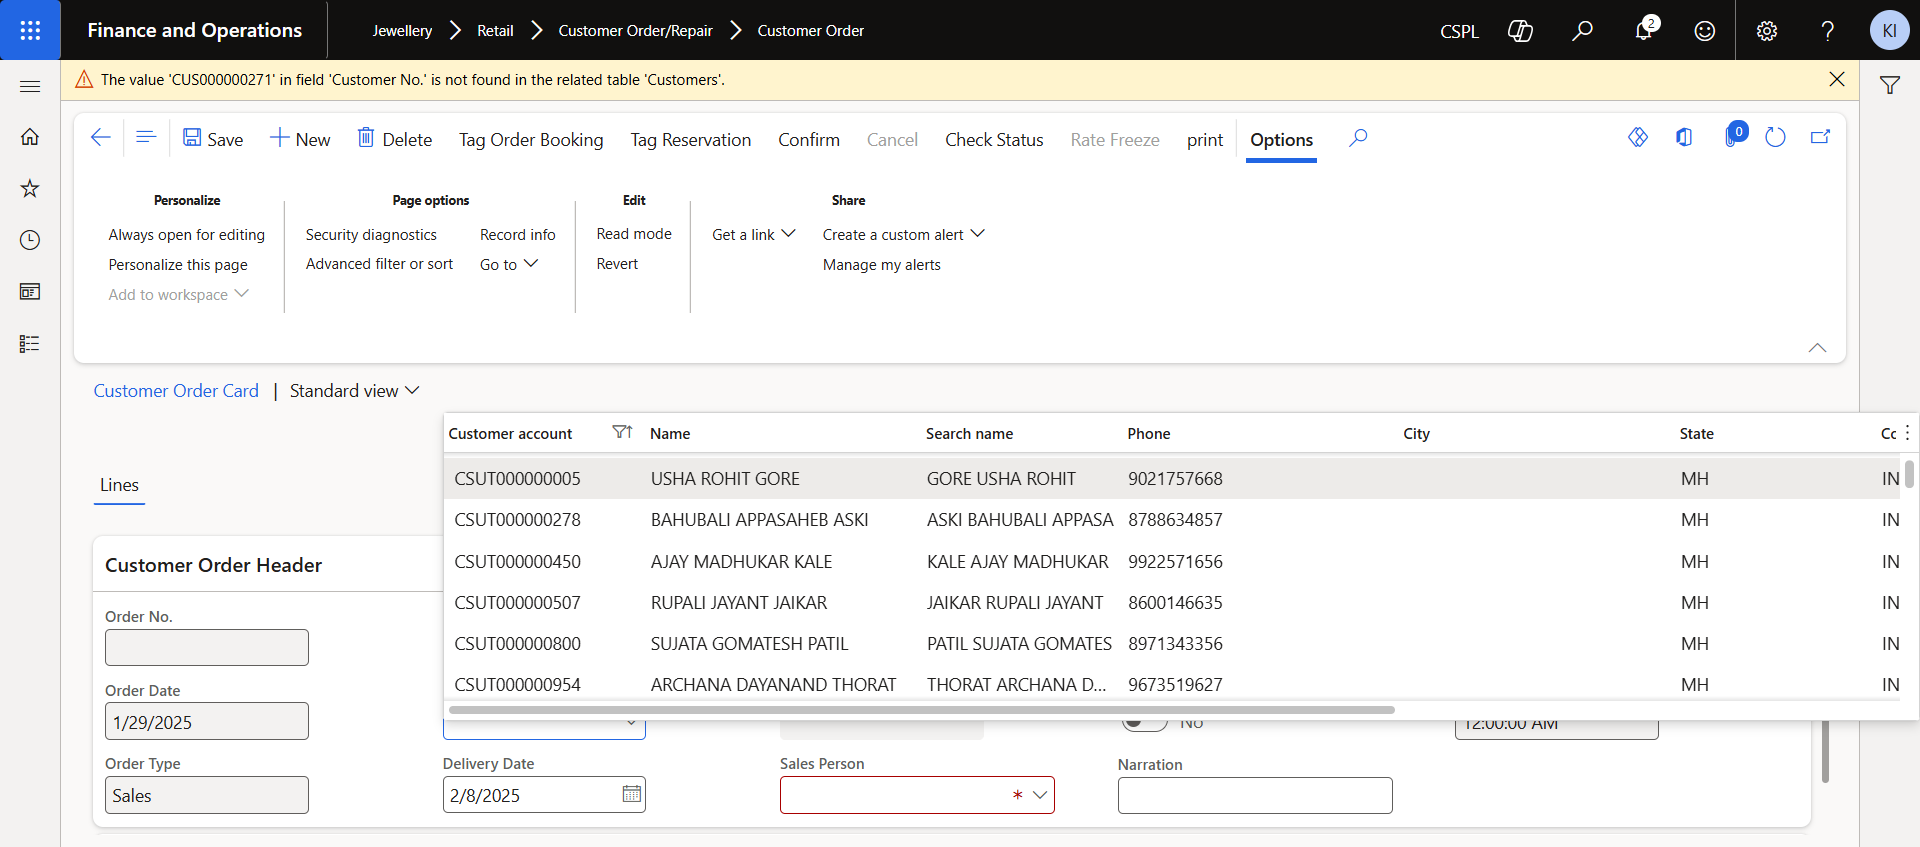 Finance and Operations
Jewellery Retail Customer Order/Repair Customer Order
CSPL
2
?
KI
The value 'CUS000000271' in field 'Customer No.' is not found in the related table 'Customers'.
Save New Delete Tag Order Booking Tag Reservation Confirm Cancel Check Status Rate Freeze print Options
0
Personalize
Always open for editing
Personalize this page
Add to workspace
Page options
Security diagnostics Record info
Advanced filter or sort Go to
Edit
Read mode
Revert
Share
Get a link Create a custom alert
Manage my alerts
Customer Order Card | Standard view
Customer account Name Search name Phone City State Cc
CSUT000000005 USHA ROHIT GORE GORE USHA ROHIT 9021757668 MH IN
CSUT000000278 BAHUBALI APPASAHEB ASKI ASKI BAHUBALI APPASA 8788634857 MH IN
CSUT000000450 AJAY MADHUKAR KALE KALE AJAY MADHUKAR 9922571656 MH IN
CSUT000000507 RUPALI JAYANT JAIKAR JAIKAR RUPALI JAYANT 8600146635 MH IN
CSUT000000800 SUJATA GOMATESH PATIL PATIL SUJATA GOMATES 8971343356 MH IN
CSUT000000954 ARCHANA DAYANAND THORAT THORAT ARCHANA D... 9673519627 MH IN
Lines
Customer Order Header
Order No.
Order Date
1/29/2025 No 12:00:00 AM
Order Type Delivery Date Sales Person Narration
Sales 2/8/2025 *